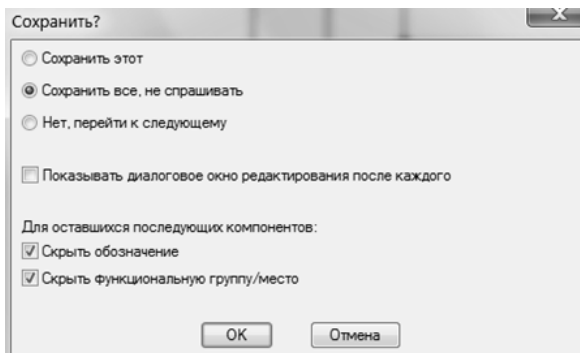 Сохранить?
Сохранить этот
Сохранить все, не спрашивать
Нет, перейти к следующему
Показывать диалоговое окно редактирования после каждого
Для оставшихся последующих компонентов:
Скрыть обозначение
Скрыть функциональную группу/место
OK
Отмена